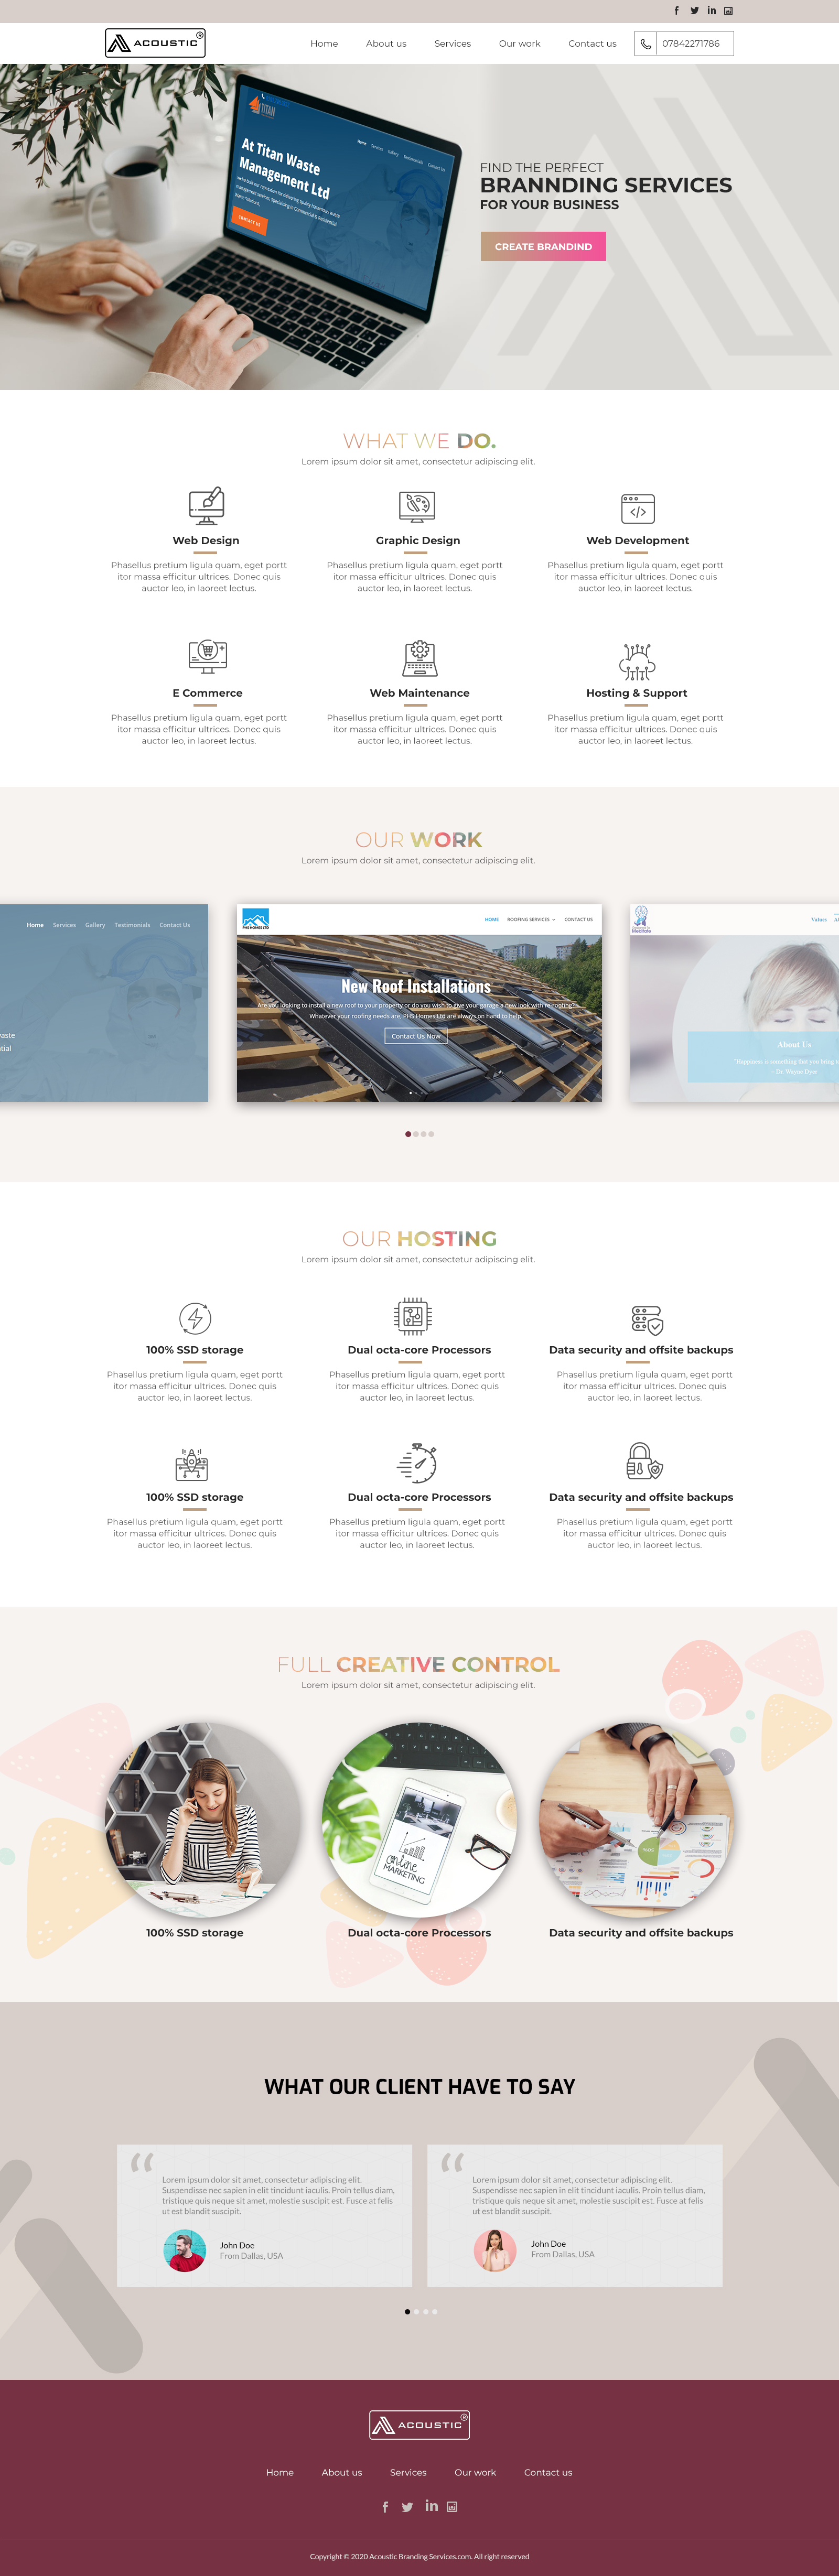 ACOUSTIC ®
Home About us Services Our work Contact us 07842271786
TITAN
Home Services Gallery Testimonials Contact Us
At Titan Waste
Management Ltd
CONTACT US
FIND THE PERFECT
BRANNDING SERVICES
FOR YOUR BUSINESS
CREATE BRANDIND
WHAT WE DO.
Lorem ipsum dolor sit amet, consectetur adipiscing elit.
Web Design
Phasellus pretium ligula quam, eget portt
itor massa efficitur ultrices. Donec quis
auctor leo, in laoreet lectus.
Graphic Design
Phasellus pretium ligula quam, eget portt
itor massa efficitur ultrices. Donec quis
auctor leo, in laoreet lectus.
Web Development
Phasellus pretium ligula quam, eget portt
itor massa efficitur ultrices. Donec quis
auctor leo, in laoreet lectus.
E Commerce
Phasellus pretium ligula quam, eget portt
itor massa efficitur ultrices. Donec quis
auctor leo, in laoreet lectus.
Web Maintenance
Phasellus pretium ligula quam, eget portt
itor massa efficitur ultrices. Donec quis
auctor leo, in laoreet lectus.
Hosting & Support
Phasellus pretium ligula quam, eget portt
itor massa efficitur ultrices. Donec quis
auctor leo, in laoreet lectus.
OUR WORK
Lorem ipsum dolor sit amet, consectetur adipiscing elit.
Home Services Gallery Testimonials Contact Us
aste
tial
PHS HOMES LTD
HOME ROOFING SERVICES CONTACT US
New Roof Installations
Are you looking to install a new roof to your property or do you wish to give your garage a new look with re-roofing?
Whatever your roofing needs are, PHS Homes Ltd are always on hand to help.
Contact Us Now
Meditate
Values
About Us
"Happiness is something that you bring
- Dr. Wayne Dyer
OUR HOSTING
Lorem ipsum dolor sit amet, consectetur adipiscing elit.
100% SSD storage
Phasellus pretium ligula quam, eget portt
itor massa efficitur ultrices. Donec quis
auctor leo, in laoreet lectus.
Dual octa-core Processors
Phasellus pretium ligula quam, eget portt
itor massa efficitur ultrices. Donec quis
auctor leo, in laoreet lectus.
Data security and offsite backups
Phasellus pretium ligula quam, eget portt
itor massa efficitur ultrices. Donec quis
auctor leo, in laoreet lectus.
100% SSD storage
Phasellus pretium ligula quam, eget portt
itor massa efficitur ultrices. Donec quis
auctor leo, in laoreet lectus.
Dual octa-core Processors
Phasellus pretium ligula quam, eget portt
itor massa efficitur ultrices. Donec quis
auctor leo, in laoreet lectus.
Data security and offsite backups
Phasellus pretium ligula quam, eget portt
itor massa efficitur ultrices. Donec quis
auctor leo, in laoreet lectus.
FULL CREATIVE CONTROL
Lorem ipsum dolor sit amet, consectetur adipiscing elit.
online
MARKETING
100% SSD storage
Dual octa-core Processors
Data security and offsite backups
WHAT OUR CLIENT HAVE TO SAY
Lorem ipsum dolor sit amet, consectetur adipiscing elit.
Suspendisse nec sapien in elit tincidunt iaculis. Proin tellus diam,
tristique quis neque sit amet, molestie suscipit est. Fusce at felis
ut est blandit suscipit.
John Doe
From Dallas, USA
Lorem ipsum dolor sit amet, consectetur adipiscing elit.
Suspendisse nec sapien in elit tincidunt iaculis. Proin tellus diam,
tristique quis neque sit amet, molestie suscipit est. Fusce at felis
ut est blandit suscipit.
John Doe
From Dallas, USA
ACOUSTIC ®
Home About us Services Our work Contact us
Copyright © 2020 Acoustic Branding Services.com. All right reserved